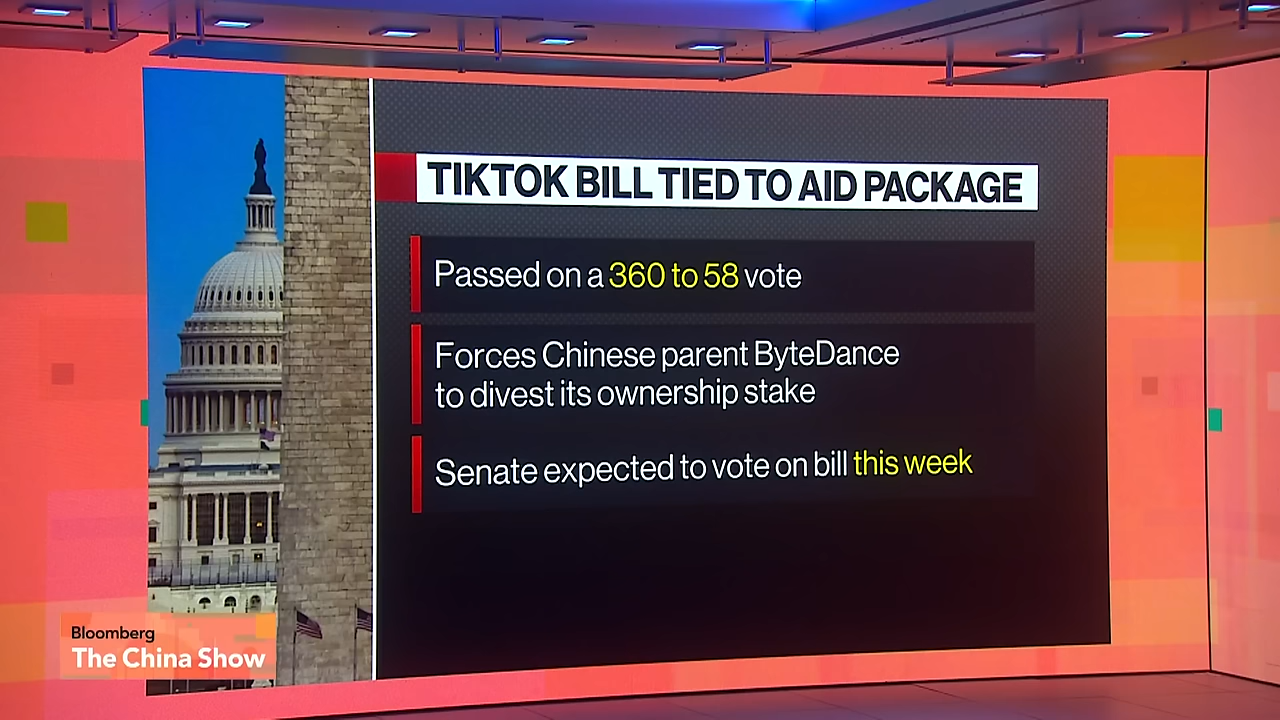 TIKTOK BILL TIED TO AID PACKAGE
Passed on a 360 to 58 vote
Forces Chinese parent ByteDance
to divest its ownership stake
Senate expected to vote on bill this week
Bloomberg
The China Show